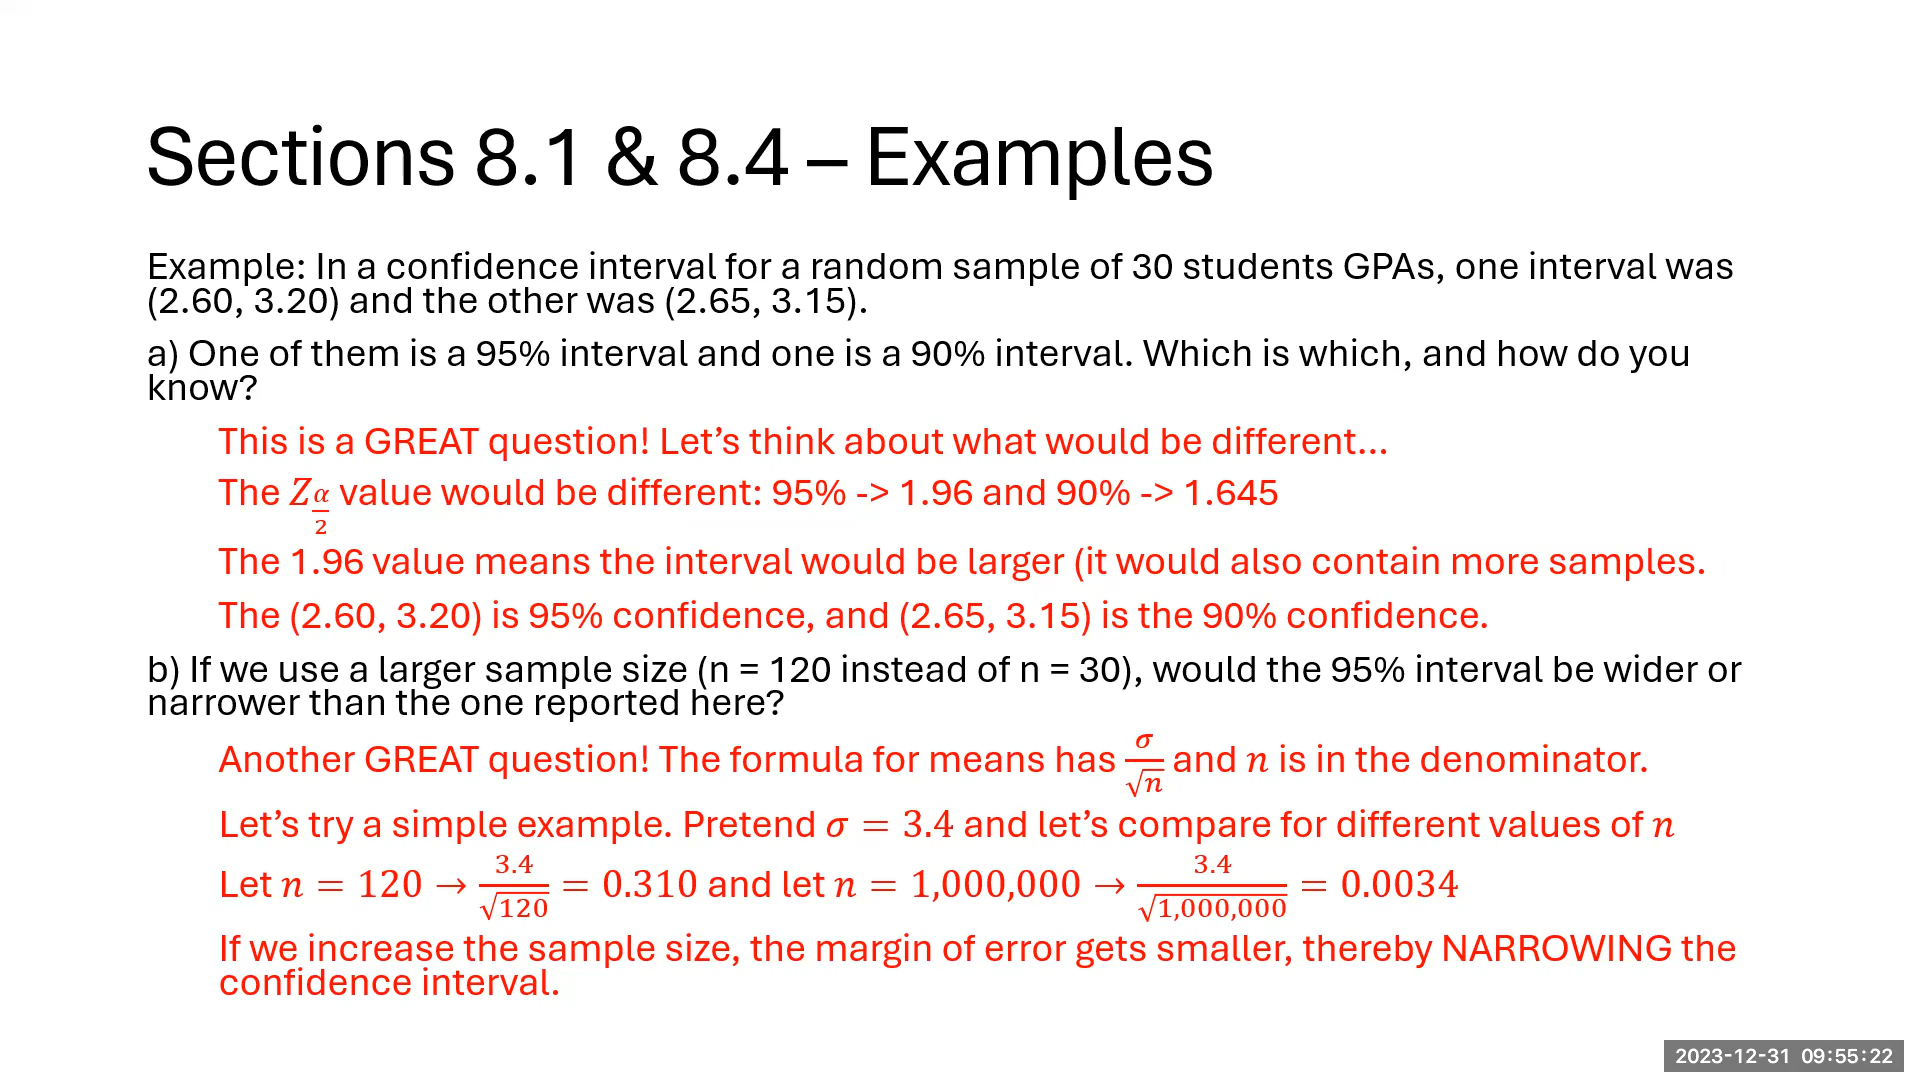 Sections 8.1 & 8.4 – Examples
Example: In a confidence interval for a random sample of 30 students GPAs, one interval was
(2.60, 3.20) and the other was (2.65, 3.15).
a) One of them is a 95% interval and one is a 90% interval. Which is which, and how do you
know?
This is a GREAT question! Let’s think about what would be different...
The Z_{α/2} value would be different: 95% -> 1.96 and 90% -> 1.645
The 1.96 value means the interval would be larger (it would also contain more samples.
The (2.60, 3.20) is 95% confidence, and (2.65, 3.15) is the 90% confidence.
b) If we use a larger sample size (n = 120 instead of n = 30), would the 95% interval be wider or
narrower than the one reported here?
Another GREAT question! The formula for means has σ/√n and n is in the denominator.
Let’s try a simple example. Pretend σ = 3.4 and let’s compare for different values of n
Let n = 120 → 3.4/√120 = 0.310 and let n = 1,000,000 → 3.4/√1,000,000 = 0.0034
If we increase the sample size, the margin of error gets smaller, thereby NARROWING the
confidence interval.
2023-12-31 09:55:22